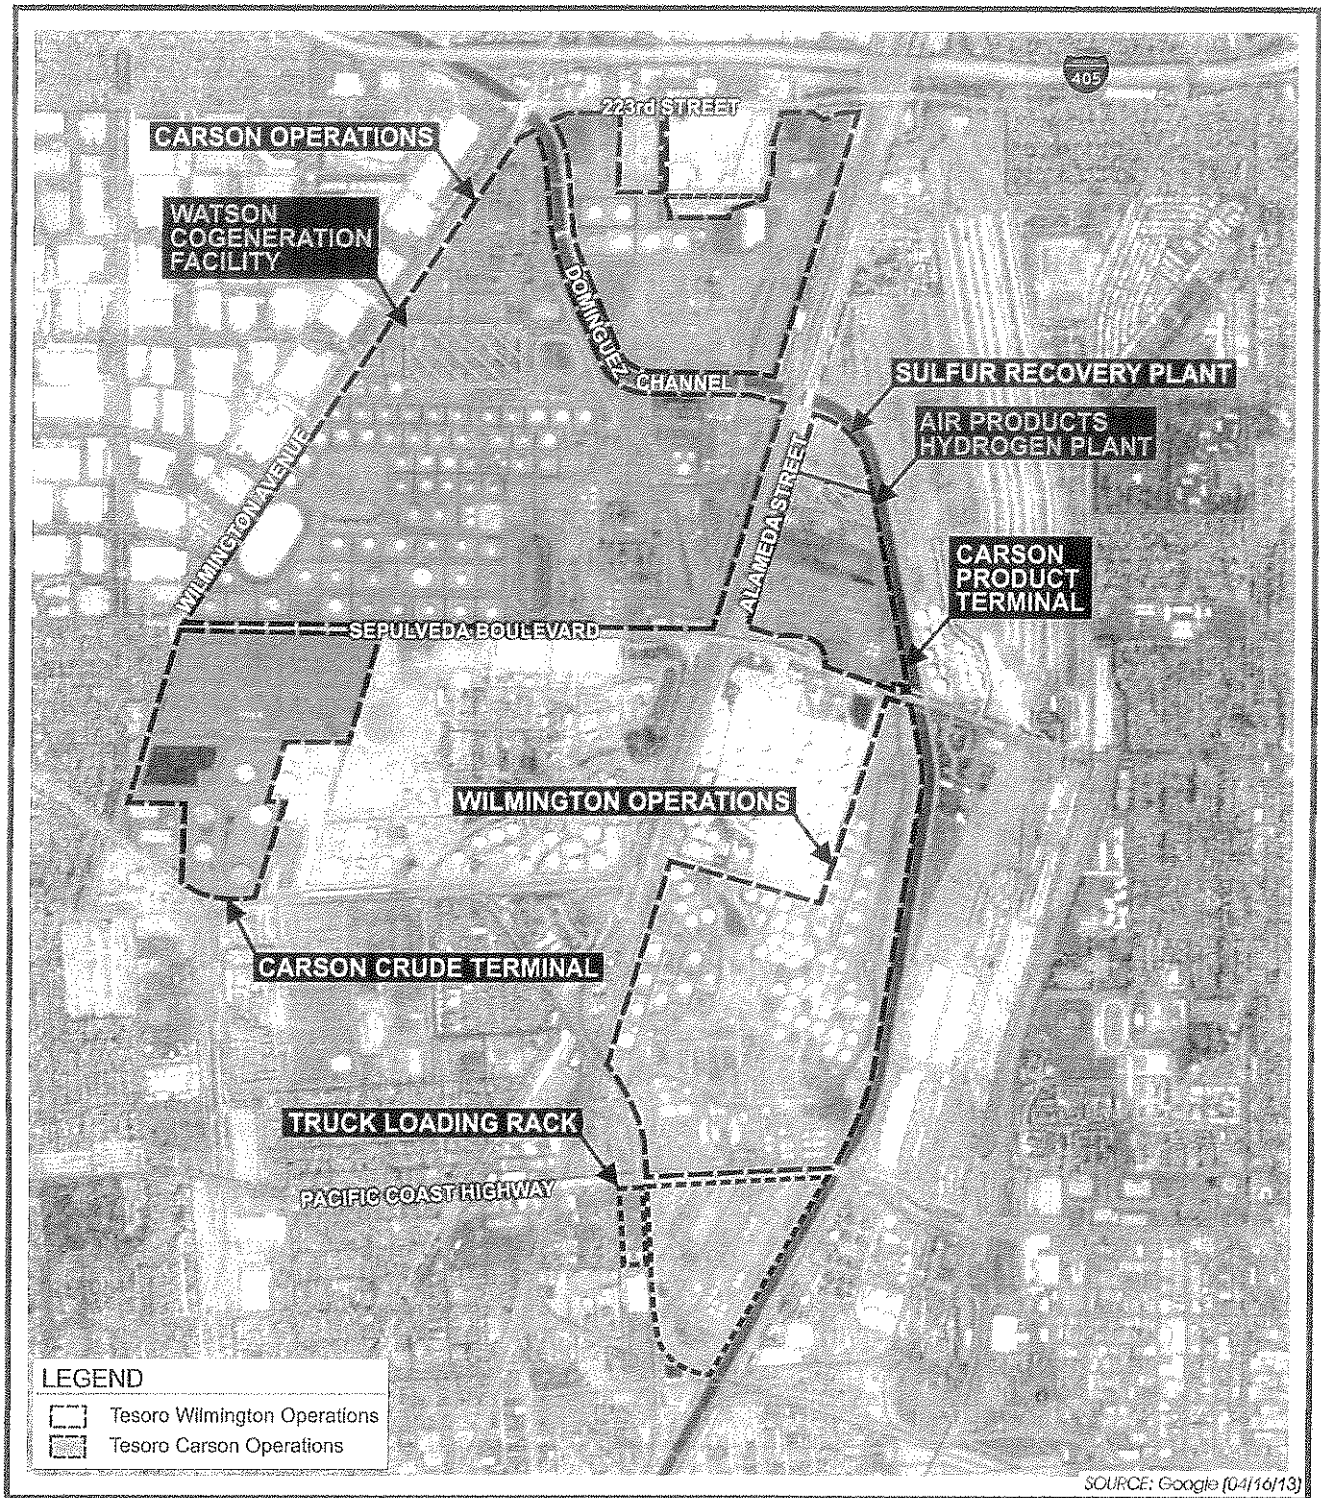 405
223rd STREET
CARSON OPERATIONS
WATSON
COGENERATION
FACILITY
DOMINGUEZ
CHANNEL
SULFUR RECOVERY PLANT
AIR PRODUCTS
HYDROGEN PLANT
WILMINGTON AVENUE
ALAMEDA STREET
CARSON
PRODUCT
TERMINAL
SEPULVEDA BOULEVARD
WILMINGTON OPERATIONS
CARSON CRUDE TERMINAL
TRUCK LOADING RACK
PACIFIC COAST HIGHWAY
LEGEND
Tesoro Wilmington Operations
Tesoro Carson Operations
SOURCE: Google (04/16/13)